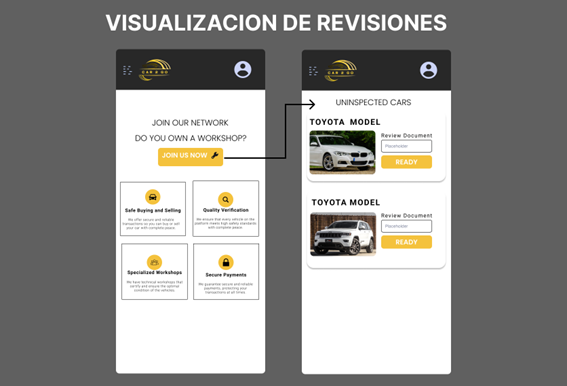 VISUALIZACION DE REVISIONES
CAR 2 GO
JOIN OUR NETWORK
DO YOU OWN A WORKSHOP?
JOIN US NOW
Safe Buying and Selling
We offer secure and reliable
transactions so you can buy or sell
your car with complete peace.
Quality Verification
We ensure that every vehicle on the
platform meets high safety standards
with complete peace.
Specialized Workshops
We have technical workshops that
verify and ensure the optimal
condition of the vehicles.
Secure Payments
We guarantee secure and reliable
payments, protecting your
transactions at all times.
CAR 2 GO
UNINSPECTED CARS
TOYOTA MODEL
Review Document
Placeholder
READY
TOYOTA MODEL
Review Document
Placeholder
READY